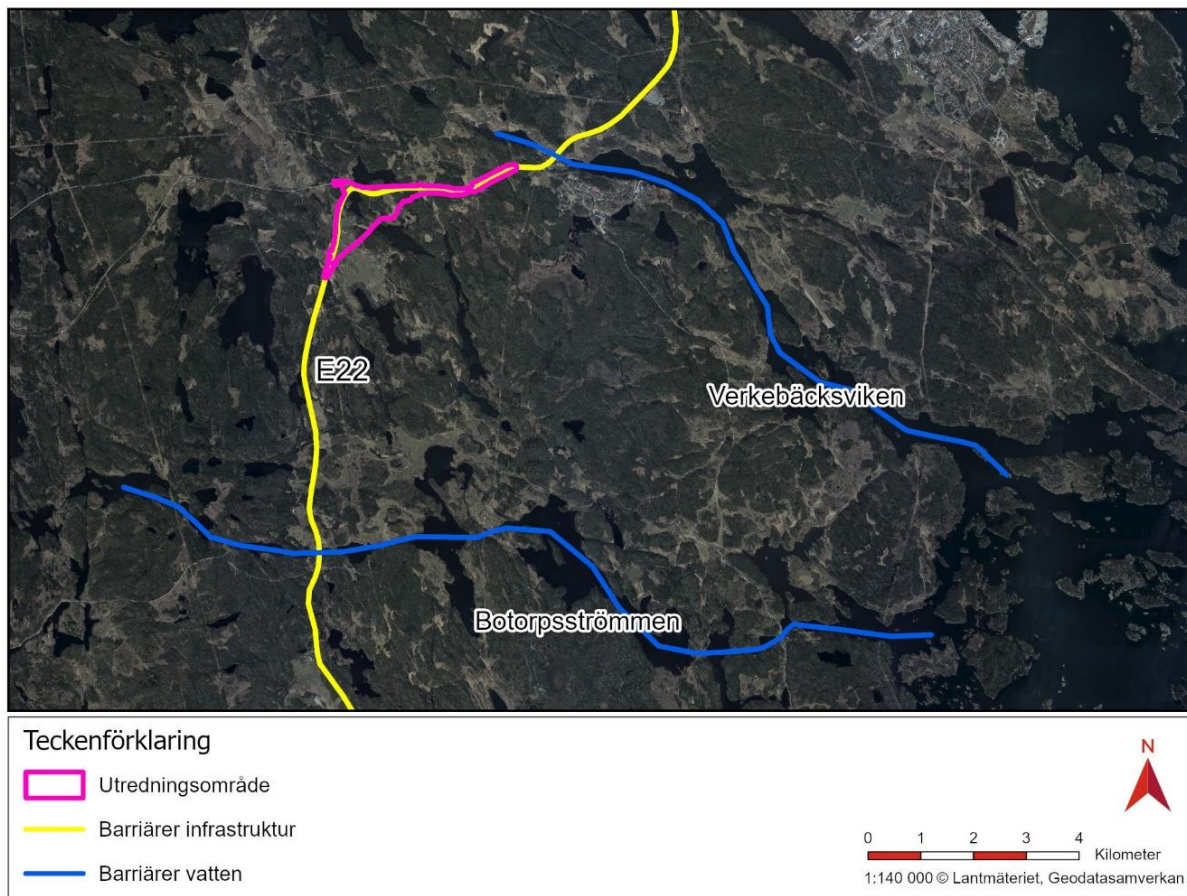 E22
Verkebäcksviken
Botorpsströmmen
Teckenförklaring
Utredningsområde
Barriärer infrastruktur
Barriärer vatten
N
0 1 2 3 4
Kilometer
1:140 000 © Lantmäteriet, Geodatasamverkan